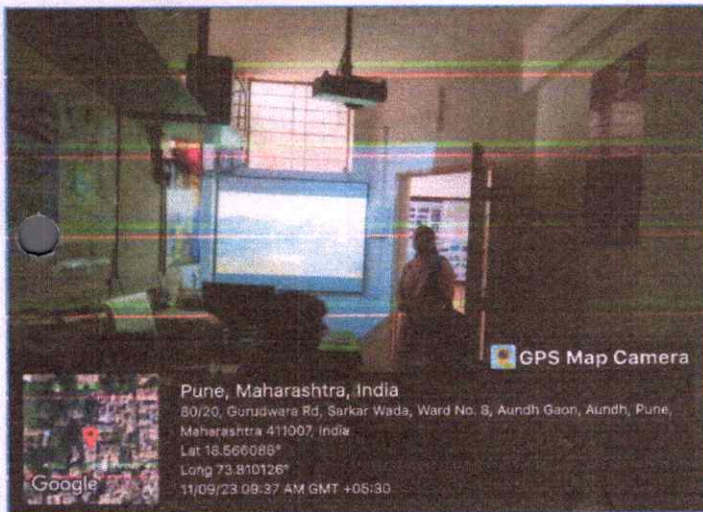 GPS Map Camera
Pune, Maharashtra, India
80/20, Gurudwara Rd, Sarkar Wada, Ward No. 8, Aundh Gaon, Aundh, Pune,
Maharashtra 411007, India
Lat 18.566088°
Long 73.810126°
11/09/23 09:37 AM GMT +05:30
Google